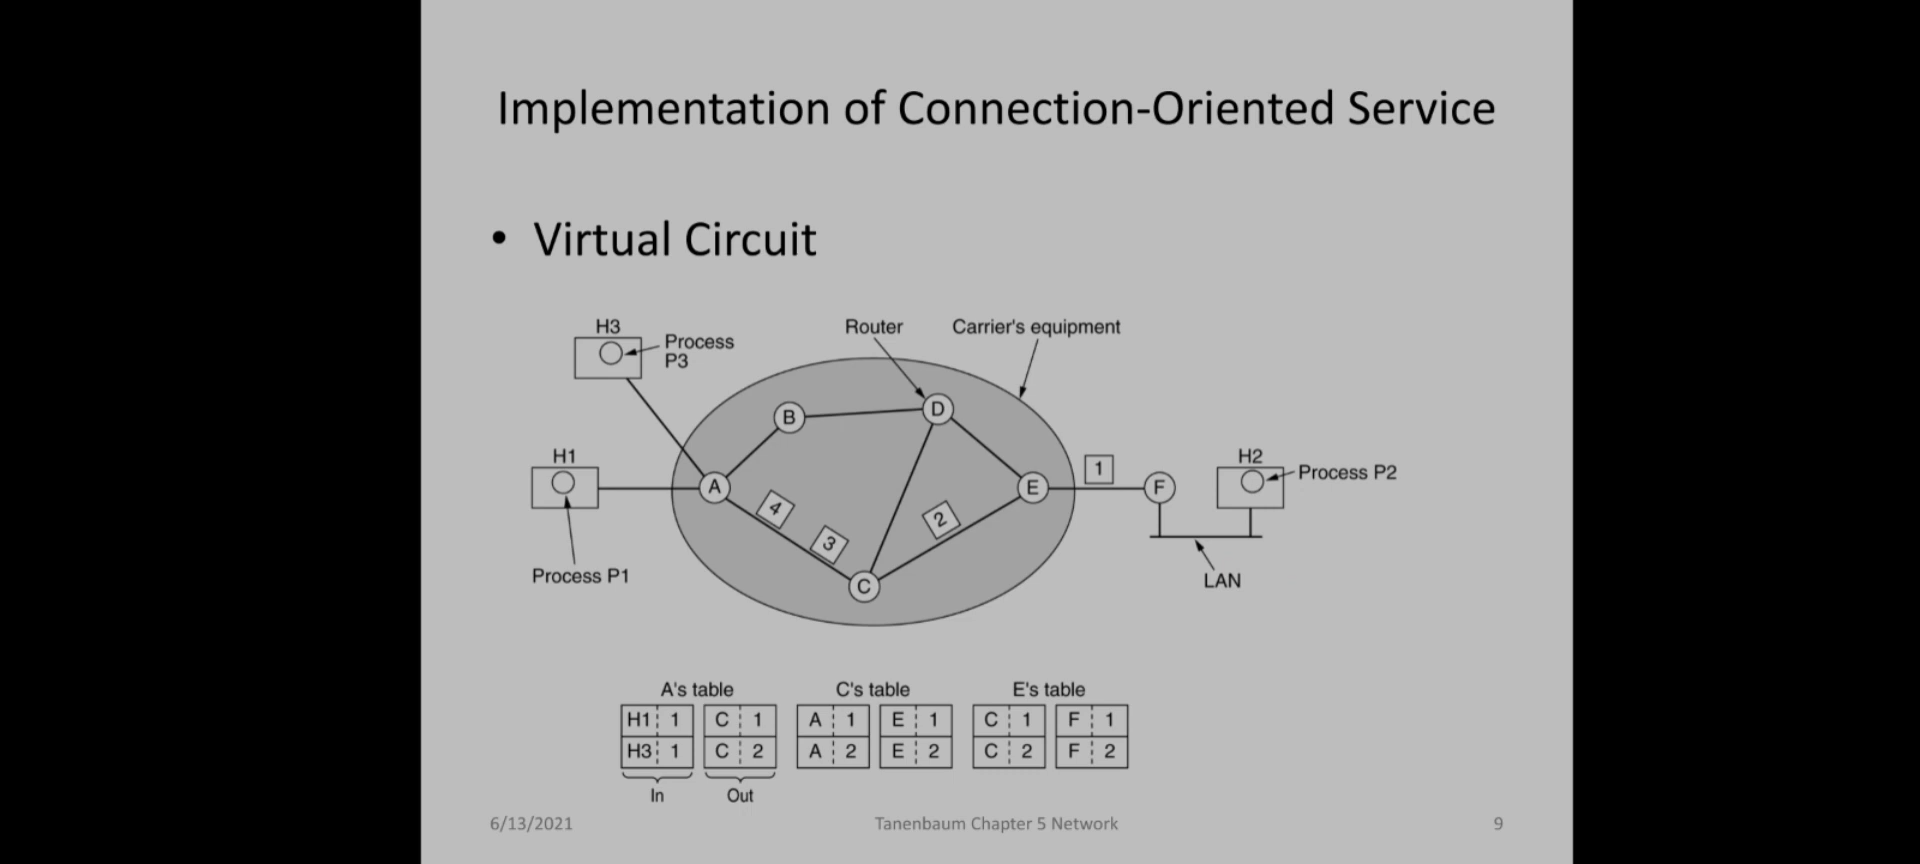 Implementation of Connection-Oriented Service
• Virtual Circuit
H3
Process
P3
Router
Carrier's equipment
B
D
H1
A
4
3
2
E
1
F
H2
Process P2
C
Process P1
LAN
A's table
C's table
E's table
H1 1 C 1 A 1 E 1 C 1 F 1
H3 1 C 2 A 2 E 2 C 2 F 2
In
Out
6/13/2021
Tanenbaum Chapter 5 Network
9